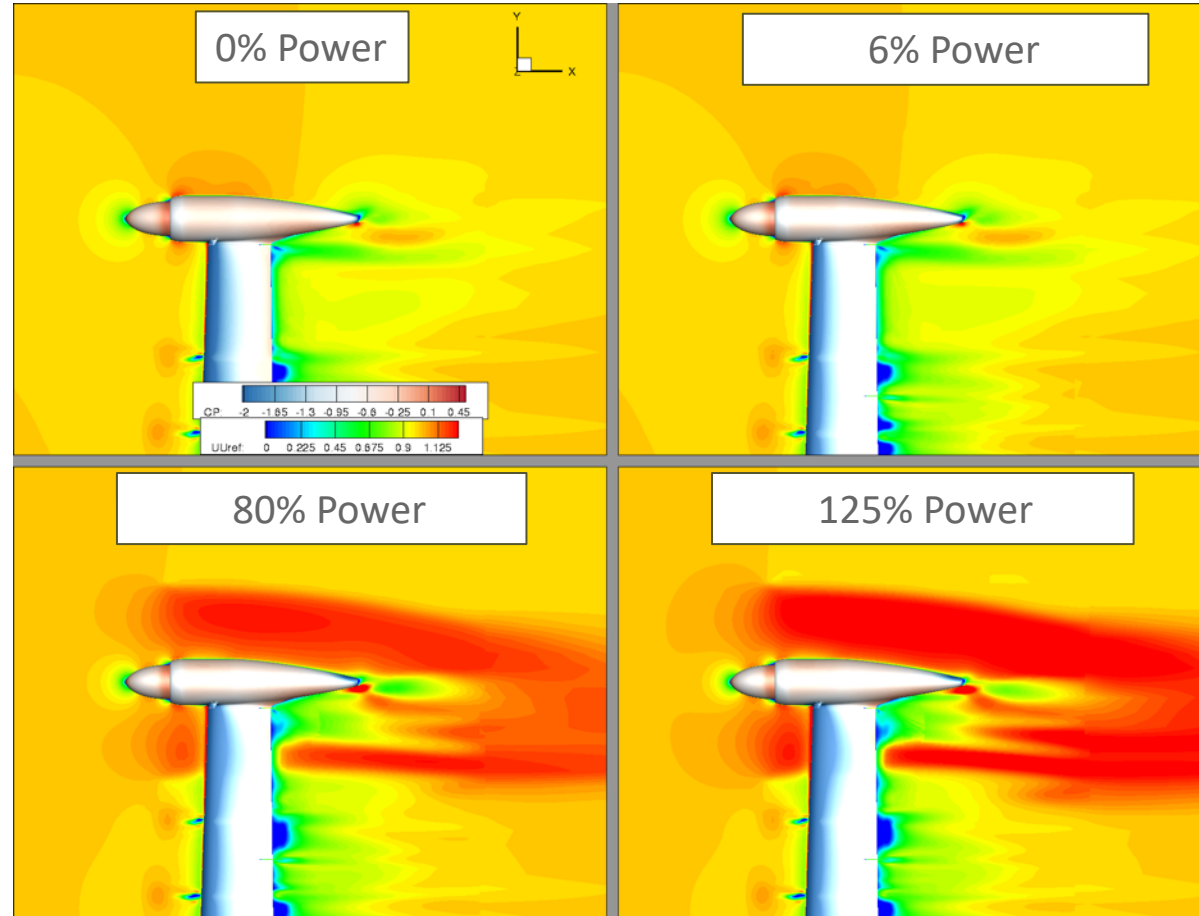 0% Power
Y
Z X
6% Power
CP: -2 -1.65 -1.3 -0.95 -0.6 -0.25 0.1 0.45
UUref: 0 0.225 0.45 0.675 0.9 1.125
80% Power
125% Power